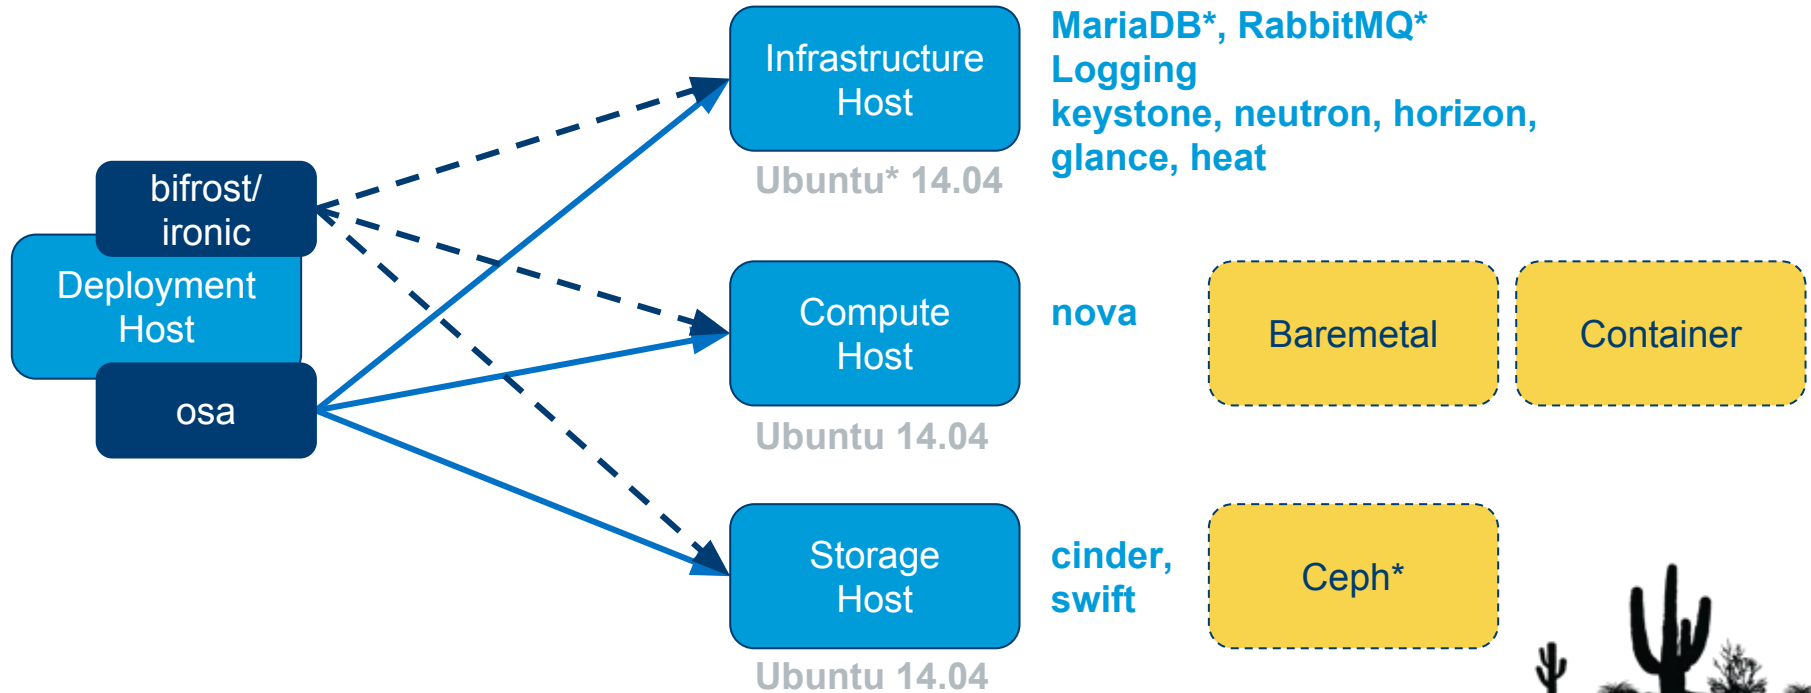 bifrost/
ironic
Deployment
Host
osa
Infrastructure
Host
Ubuntu* 14.04
MariaDB*, RabbitMQ*
Logging
keystone, neutron, horizon,
glance, heat
Compute
Host
Ubuntu 14.04
nova
Baremetal
Container
Storage
Host
Ubuntu 14.04
cinder,
swift
Ceph*